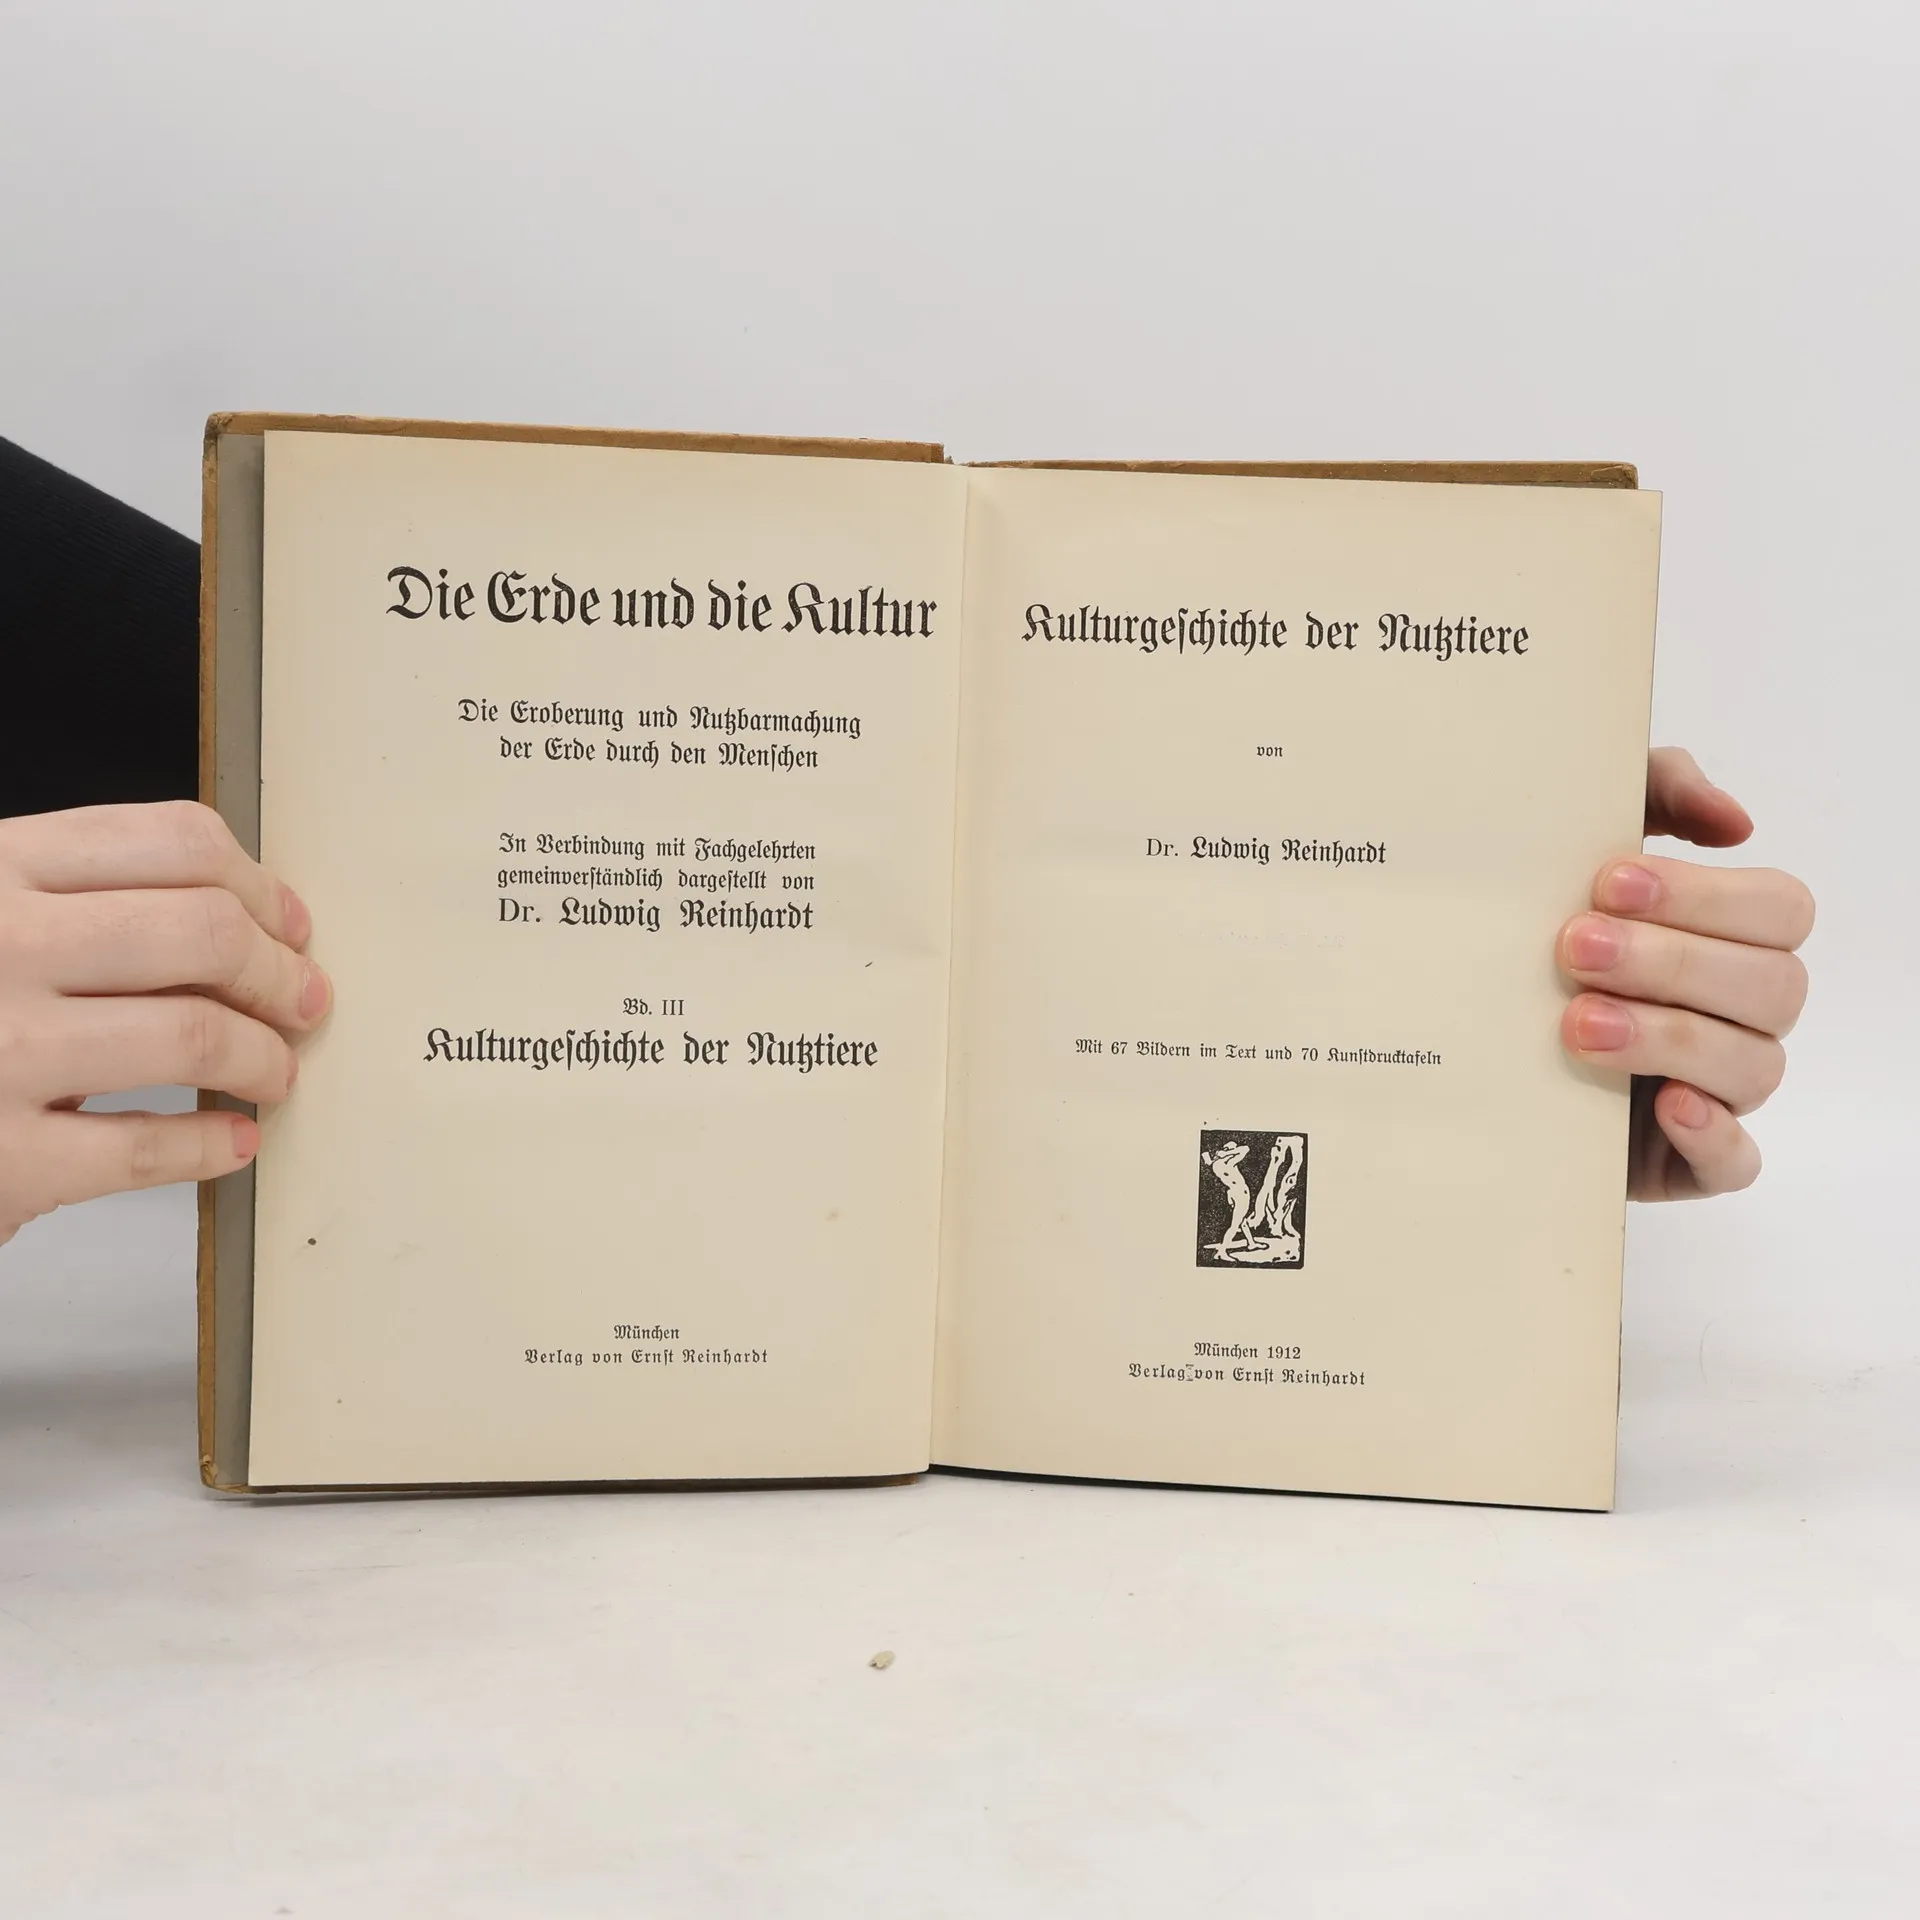 Die Erde und die Kultur
Die Eroberung und Nutzbarmachung
der Erde durch den Menschen
In Verbindung mit Fachgelehrten
gemeinverständlich dargestellt von
Dr. Ludwig Reinhardt
Bd. III
Kulturgeschichte der Nutztiere
München
Verlag von Ernst Reinhardt
Kulturgeschichte der Nutztiere
von
Dr. Ludwig Reinhardt
Mit 67 Bildern im Text und 70 Kunstdrucktafeln
München 1912
Verlag von Ernst Reinhardt